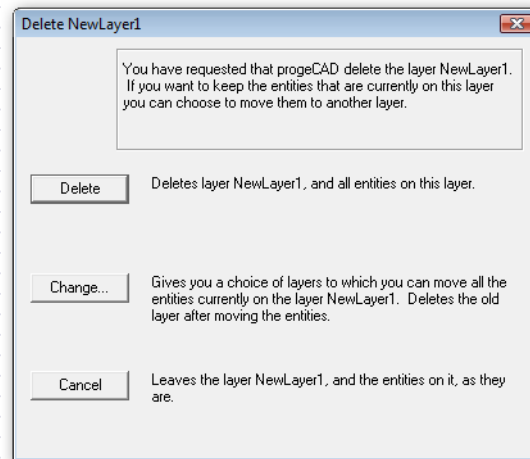 Delete NewLayer1
You have requested that progeCAD delete the layer NewLayer1.
If you want to keep the entities that are currently on this layer
you can choose to move them to another layer.
Delete
Deletes layer NewLayer1, and all entities on this layer.
Change...
Gives you a choice of layers to which you can move all the
entities currently on the layer NewLayer1.  Deletes the old
layer after moving the entities.
Cancel
Leaves the layer NewLayer1, and the entities on it, as they
are.